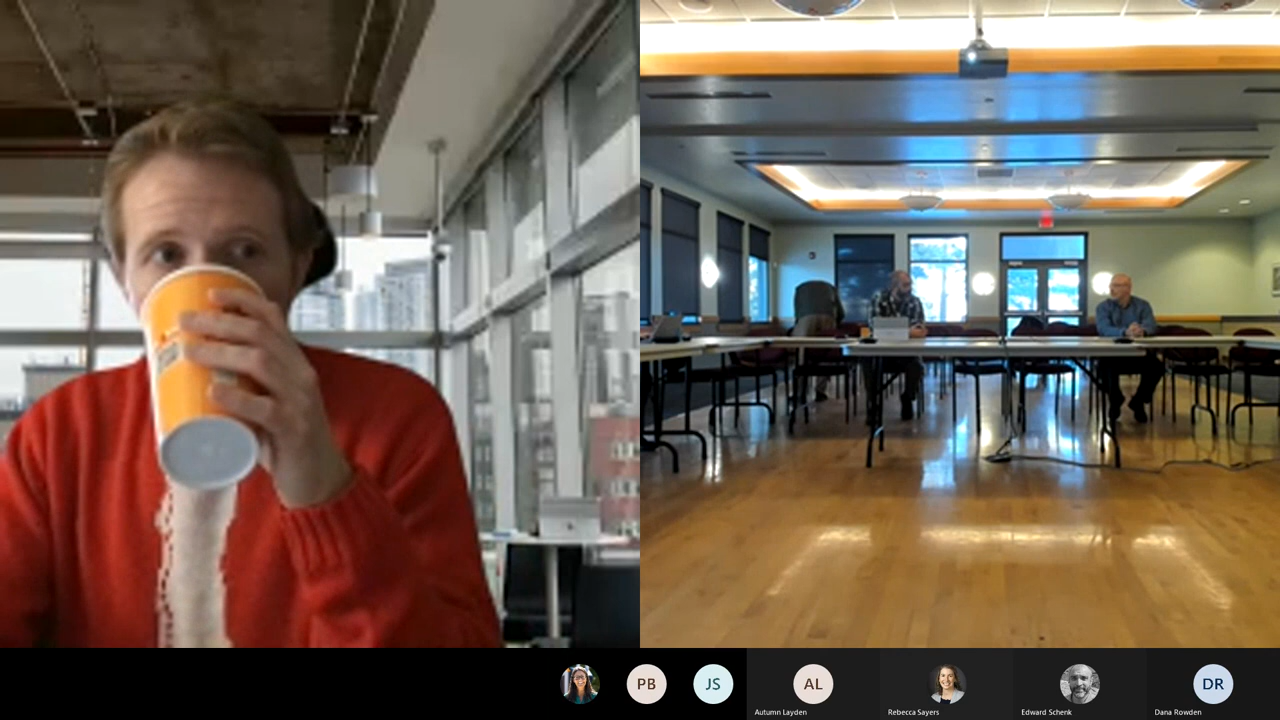 PB
JS
AL
DR
Autumn Layden
Rebecca Sayers
Edward Schenk
Dana Rowden